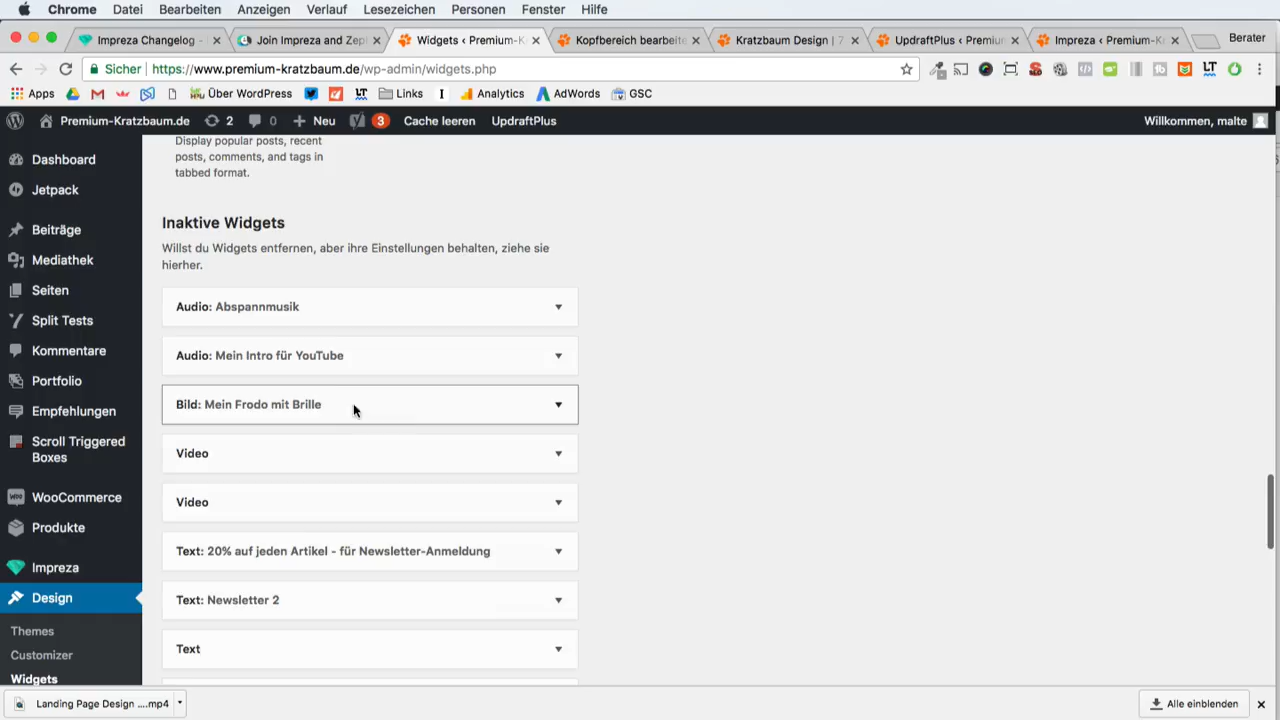 Chrome Datei Bearbeiten Anzeigen Verlauf Lesezeichen Personen Fenster Hilfe
Impreza Changelog - Join Impreza and Zep Widgets ‹ Premium-K Kopfbereich bearbeite Kratzbaum Design | 7 UpdraftPlus ‹ Premiu Impreza ‹ Premium-K Berater
Sicher https://www.premium-kratzbaum.de/wp-admin/widgets.php
Apps Über WordPress LT Links I Analytics AdWords GSC
Premium-Kratzbaum.de 2 0 Neu 3 Cache leeren UpdraftPlus Willkommen, malte
Dashboard
Jetpack
Beiträge
Mediathek
Seiten
Split Tests
Kommentare
Portfolio
Empfehlungen
Scroll Triggered
Boxes
WooCommerce
Produkte
Impreza
Design
Themes
Customizer
Widgets
Display popular posts, recent
posts, comments, and tags in
tabbed format.
Inaktive Widgets
Willst du Widgets entfernen, aber ihre Einstellungen behalten, ziehe sie
hierher.
Audio: Abspannmusik
Audio: Mein Intro für YouTube
Bild: Mein Frodo mit Brille
Video
Video
Text: 20% auf jeden Artikel - für Newsletter-Anmeldung
Text: Newsletter 2
Text
Landing Page Design ....mp4 Alle einblenden